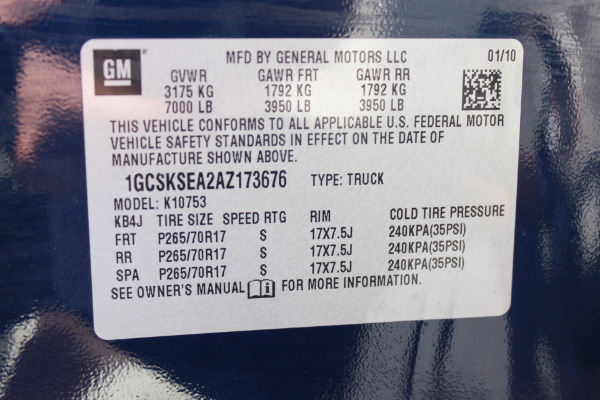 GM
MFD BY GENERAL MOTORS LLC 01/10
GVWR GAWR FRT GAWR RR
3175 KG 1792 KG 1792 KG
7000 LB 3950 LB 3950 LB
THIS VEHICLE CONFORMS TO ALL APPLICABLE U.S. FEDERAL MOTOR
VEHICLE SAFETY STANDARDS IN EFFECT ON THE DATE OF
MANUFACTURE SHOWN ABOVE.
1GCSKSEA2AZ173676 TYPE: TRUCK
MODEL: K10753
KB4J TIRE SIZE SPEED RTG RIM COLD TIRE PRESSURE
FRT P265/70R17 S 17X7.5J 240KPA(35PSI)
RR P265/70R17 S 17X7.5J 240KPA(35PSI)
SPA P265/70R17 S 17X7.5J 240KPA(35PSI)
SEE OWNER'S MANUAL FOR MORE INFORMATION.